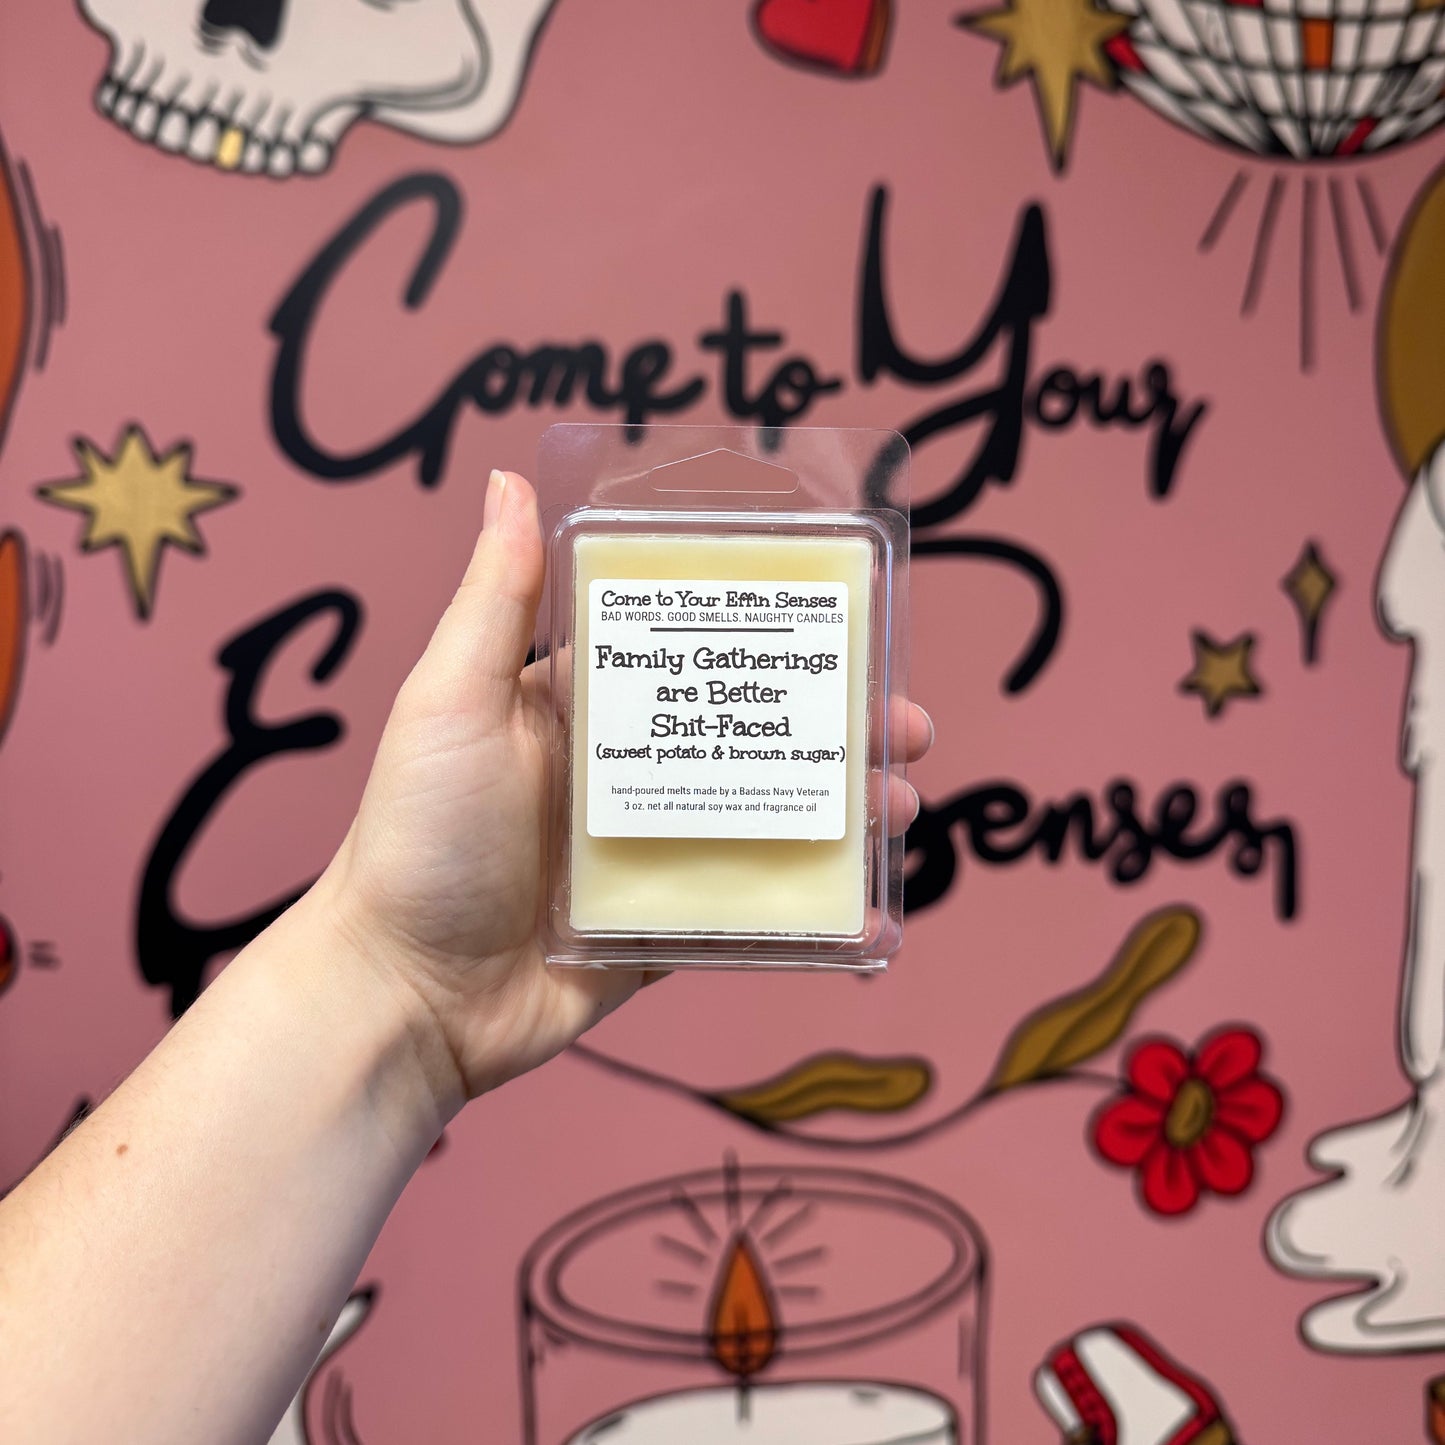 Come to Your
Senses,
Come to Your Effin Senses
BAD WORDS. GOOD SMELLS. NAUGHTY CANDLES
Family Gatherings
are Better
Shit-Faced
(sweet potato & brown sugar)
hand-poured melts made by a Badass Navy Veteran
3 oz. net all natural soy wax and fragrance oil